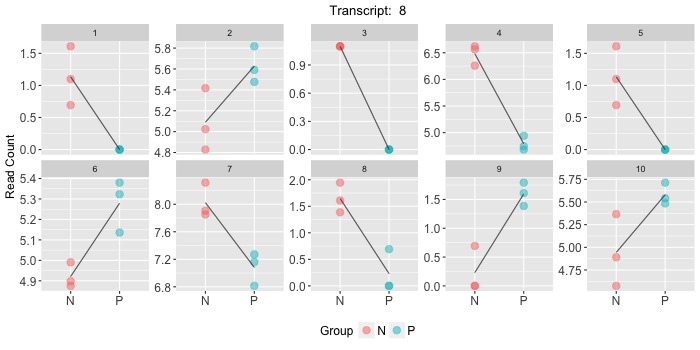 Transcript: 8
1 2 3 4 5
1.5 1.0 0.5 0.0
5.8 5.6 5.4 5.2 5.0 4.8
0.9 0.6 0.3 0.0
6.5 6.0 5.5 5.0
1.5 1.0 0.5 0.0
Read Count
6 7 8 9 10
5.4 5.3 5.2 5.1 5.0 4.9
8.0 7.6 7.2 6.8
2.0 1.5 1.0 0.5 0.0
1.5 1.0 0.5 0.0
5.75 5.50 5.25 5.00 4.75
N P N P N P N P N P
Group N P